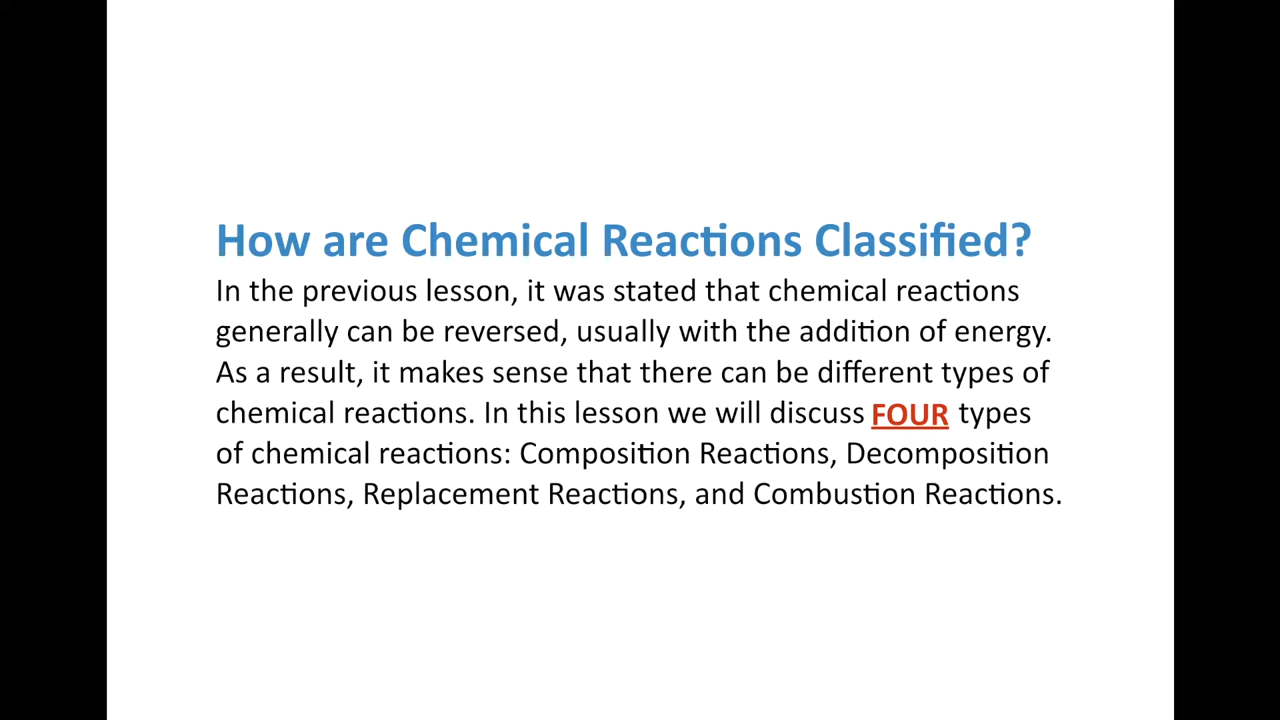 How are Chemical Reactions Classified?
In the previous lesson, it was stated that chemical reactions
generally can be reversed, usually with the addition of energy.
As a result, it makes sense that there can be different types of
chemical reactions. In this lesson we will discuss FOUR types
of chemical reactions: Composition Reactions, Decomposition
Reactions, Replacement Reactions, and Combustion Reactions.